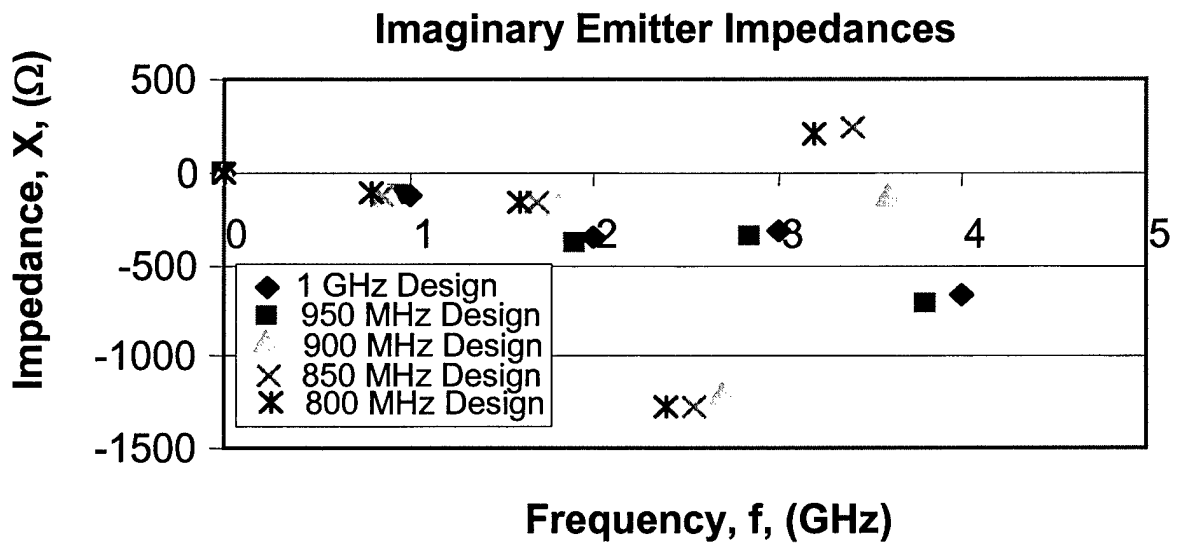 Imaginary Emitter Impedances
Impedance, X, (Ω)
500
0
-500
-1000
-1500
0 1 2 3 4 5
1 GHz Design
950 MHz Design
900 MHz Design
850 MHz Design
800 MHz Design
Frequency, f, (GHz)